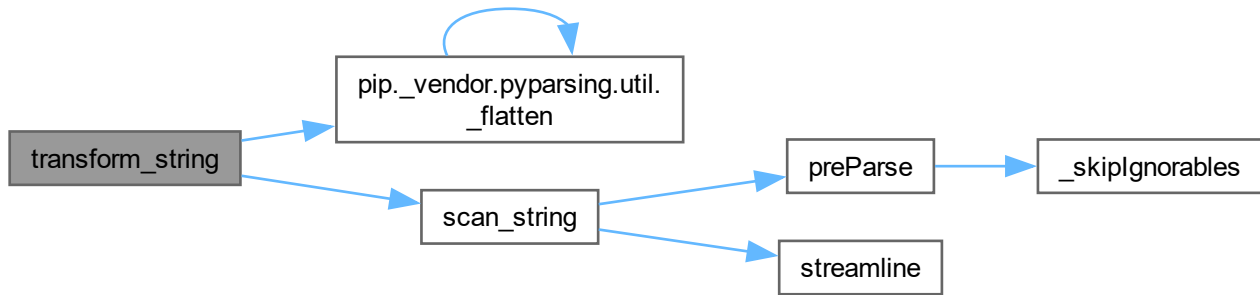 transform_string
pip._vendor.pyparsing.util.
_flatten
scan_string
preParse
_skipIgnorables
streamline